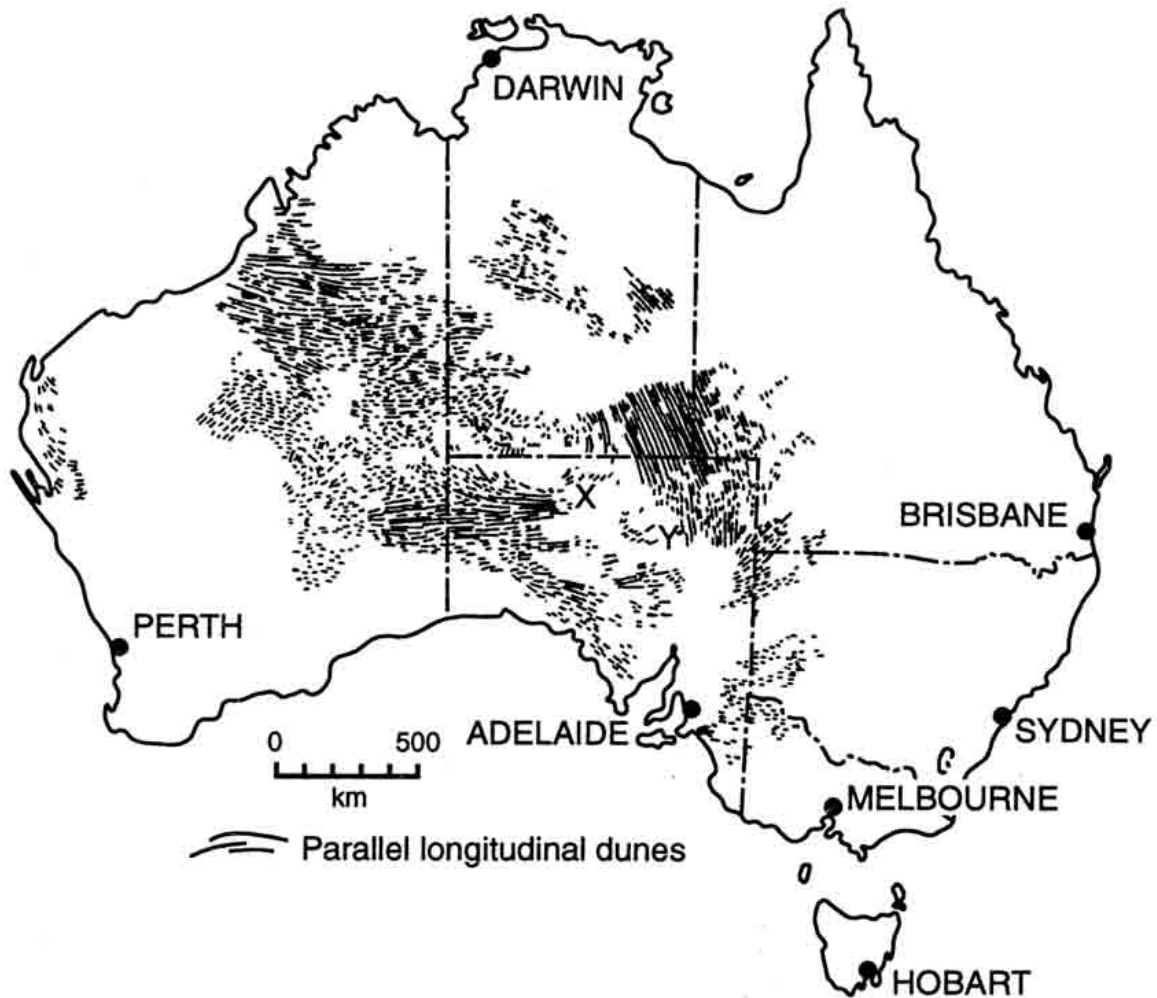 DARWIN
X
Y
BRISBANE
PERTH
ADELAIDE
SYDNEY
0 500
km
MELBOURNE
Parallel longitudinal dunes
HOBART